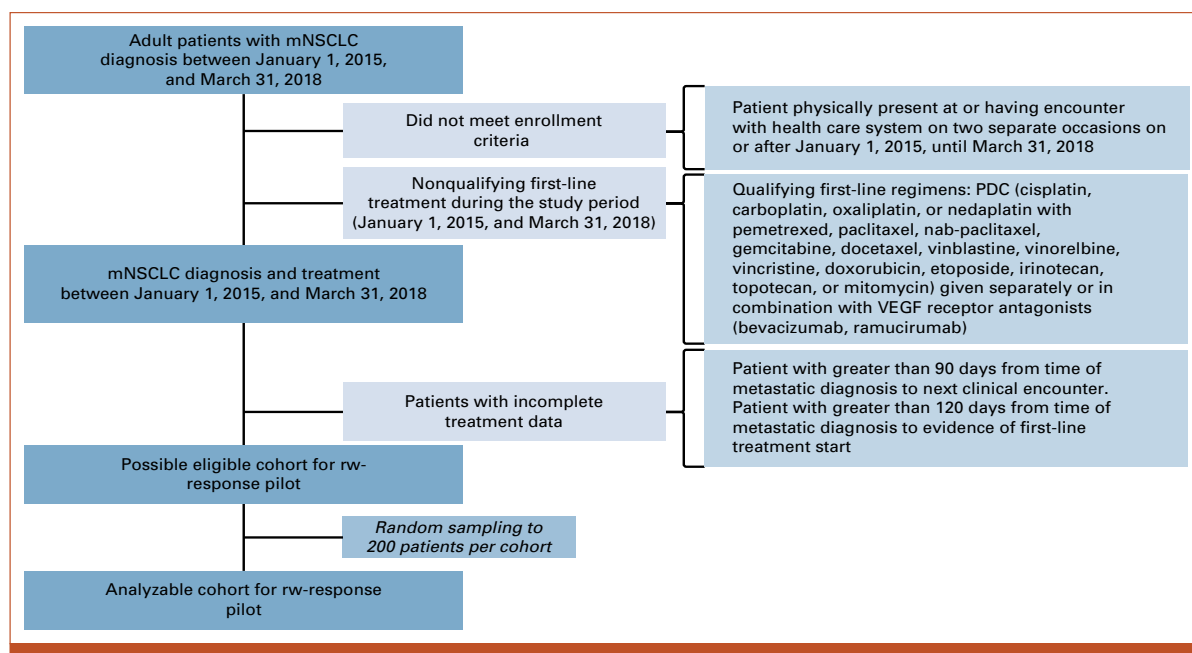 Adult patients with mNSCLC
diagnosis between January 1, 2015,
and March 31, 2018
Did not meet enrollment
criteria
Patient physically present at or having encounter
with health care system on two separate occasions on
or after January 1, 2015, until March 31, 2018
Nonqualifying first-line
treatment during the study period
(January 1, 2015, and March 31, 2018)
Qualifying first-line regimens: PDC (cisplatin,
carboplatin, oxaliplatin, or nedaplatin with
pemetrexed, paclitaxel, nab-paclitaxel,
gemcitabine, docetaxel, vinblastine, vinorelbine,
vincristine, doxorubicin, etoposide, irinotecan,
topotecan, or mitomycin) given separately or in
combination with VEGF receptor antagonists
(bevacizumab, ramucirumab)
mNSCLC diagnosis and treatment
between January 1, 2015, and March 31, 2018
Patients with incomplete
treatment data
Patient with greater than 90 days from time of
metastatic diagnosis to next clinical encounter.
Patient with greater than 120 days from time of
metastatic diagnosis to evidence of first-line
treatment start
Possible eligible cohort for rw-
response pilot
Random sampling to
200 patients per cohort
Analyzable cohort for rw-response
pilot